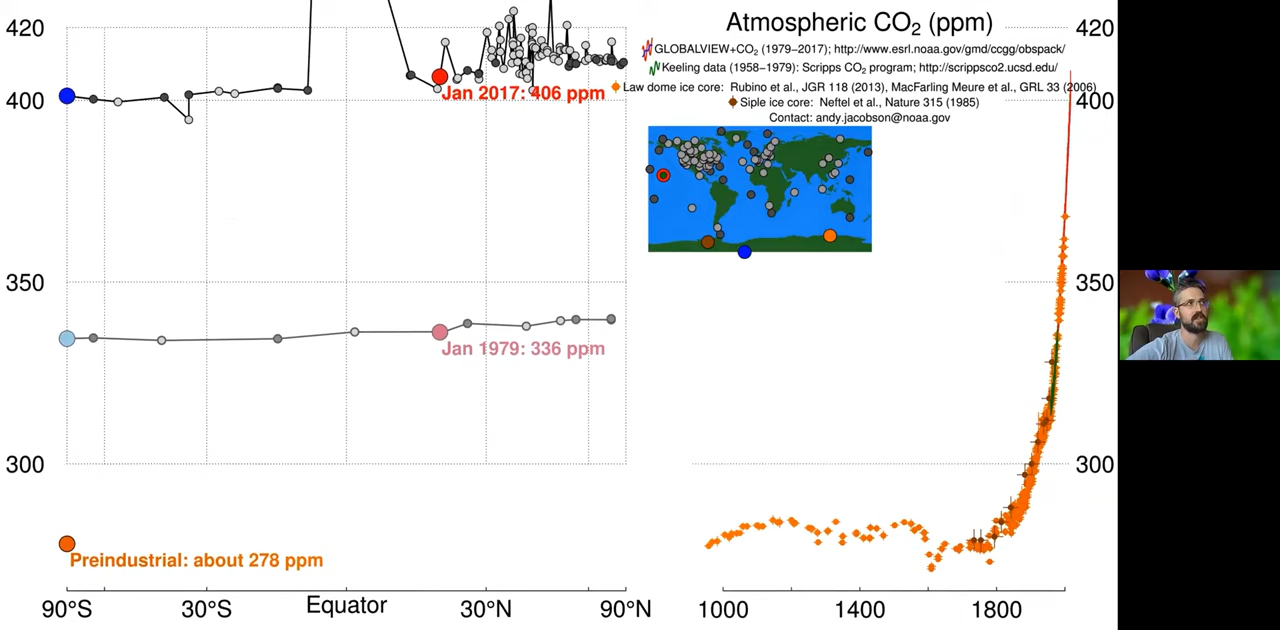 420
400
350
300
Jan 2017: 406 ppm
Jan 1979: 336 ppm
Preindustrial: about 278 ppm
90°S
30°S
Equator
30°N
90°N
Atmospheric CO₂ (ppm)
GLOBALVIEW+CO₂ (1979–2017); http://www.esrl.noaa.gov/gmd/ccgg/obspack/
Keeling data (1958–1979): Scripps CO₂ program; http://scrippsco2.ucsd.edu/
Law dome ice core: Rubino et al., JGR 118 (2013), MacFarling Meure et al., GRL 33 (2006)
Siple ice core: Neftel et al., Nature 315 (1985)
Contact: andy.jacobson@noaa.gov
420
400
350
300
1000
1400
1800